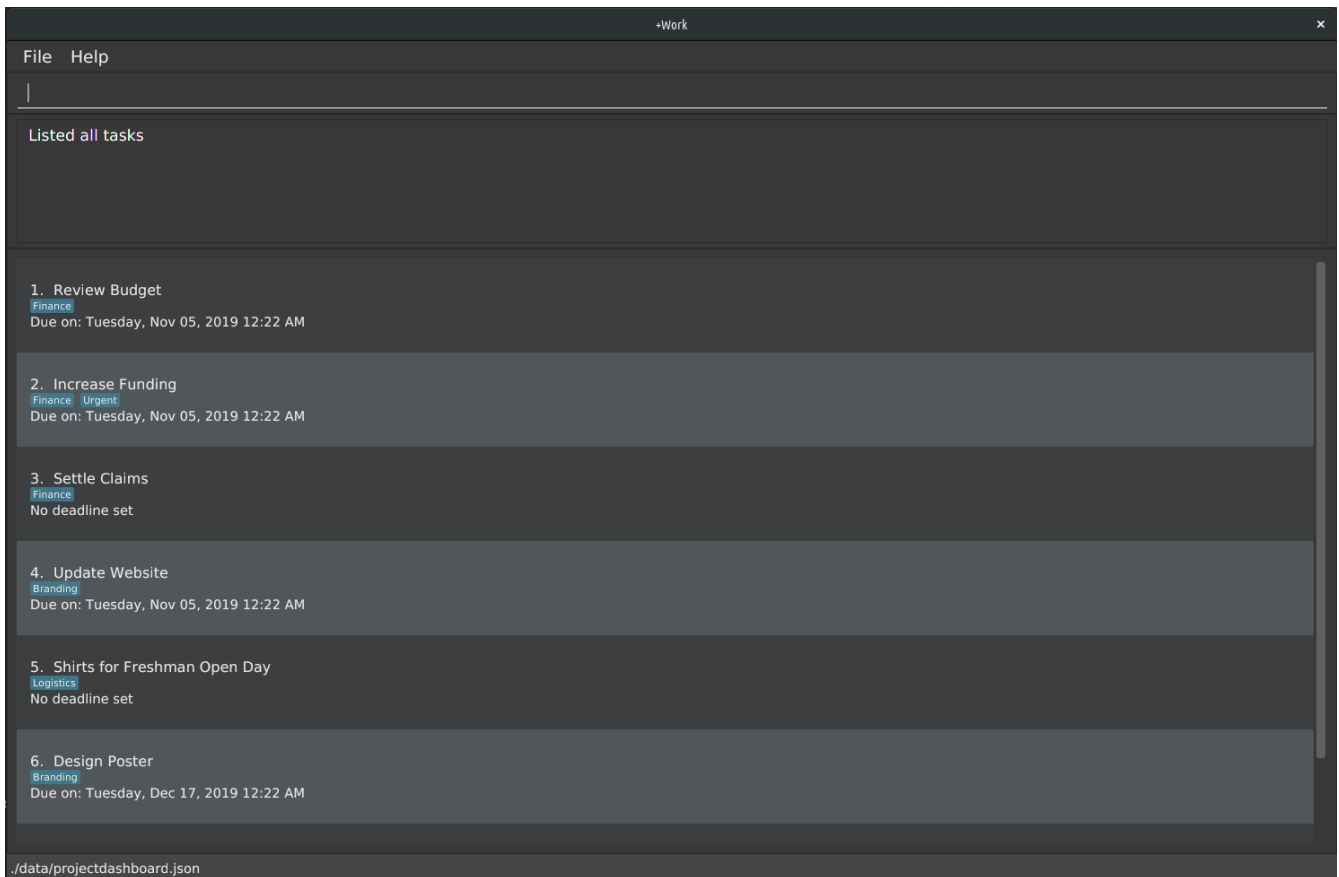 +Work
×
File Help
Listed all tasks
1. Review Budget
Finance
Due on: Tuesday, Nov 05, 2019 12:22 AM
2. Increase Funding
Finance Urgent
Due on: Tuesday, Nov 05, 2019 12:22 AM
3. Settle Claims
Finance
No deadline set
4. Update Website
Branding
Due on: Tuesday, Nov 05, 2019 12:22 AM
5. Shirts for Freshman Open Day
Logistics
No deadline set
6. Design Poster
Branding
Due on: Tuesday, Dec 17, 2019 12:22 AM
./data/projectdashboard.json